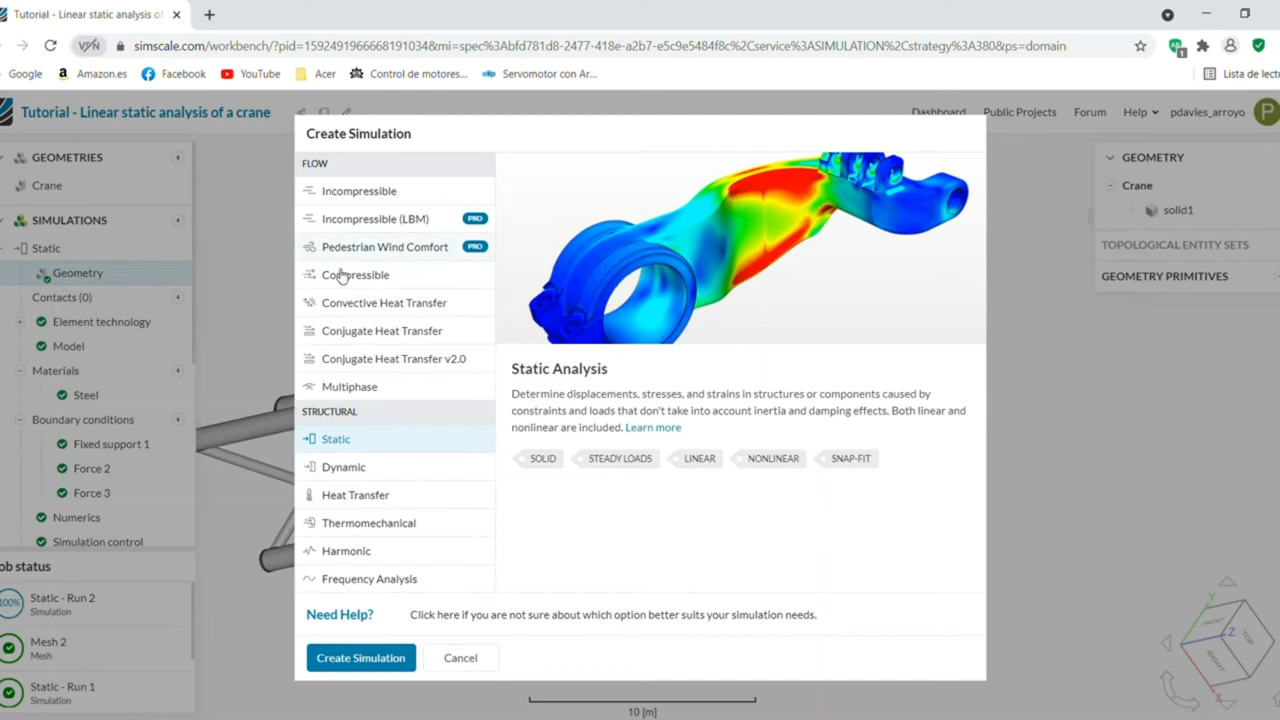 Tutorial - Linear static analysis of
VPN simscale.com/workbench/?pid=1592491966668191034&mi=spec%3Abfd781d8-2477-418e-a2b7-e5c9e5484f8c%2Cservice%3ASIMULATION%2Cstrategy%3A380&ps=domain
1
Google Amazon.es Facebook YouTube Acer Control de motores... Servomotor con Ar... Lista de lectu
Tutorial - Linear static analysis of a crane
Dashboard Public Projects Forum Help pdavies_arroyo P
GEOMETRIES
Crane
SIMULATIONS
Static
Geometry
Contacts (0)
Element technology
Model
Materials
Steel
Boundary conditions
Fixed support 1
Force 2
Force 3
Numerics
Simulation control
ob status
100%
Static - Run 2
Simulation
Mesh 2
Mesh
Static - Run 1
Simulation
Create Simulation
FLOW
Incompressible
Incompressible (LBM) PRO
Pedestrian Wind Comfort PRO
Compressible
Convective Heat Transfer
Conjugate Heat Transfer
Conjugate Heat Transfer v2.0
Multiphase
STRUCTURAL
Static
Dynamic
Heat Transfer
Thermomechanical
Harmonic
Frequency Analysis
Static Analysis
Determine displacements, stresses, and strains in structures or components caused by
constraints and loads that don't take into account inertia and damping effects. Both linear and
nonlinear are included. Learn more
SOLID STEADY LOADS LINEAR NONLINEAR SNAP-FIT
Need Help? Click here if you are not sure about which option better suits your simulation needs.
Create Simulation Cancel
GEOMETRY
Crane
solid1
TOPOLOGICAL ENTITY SETS
GEOMETRY PRIMITIVES
10 [m]
Y
Z
TOP
RIGHT
X